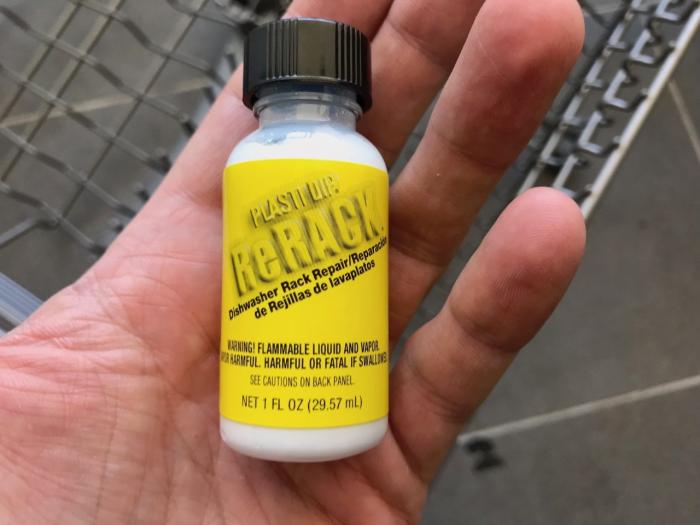 PLASTI DIP®
ReRACK
Dishwasher Rack Repair/Reparación
de Rejillas de lavaplatos
WARNING! FLAMMABLE LIQUID AND VAPOR.
HARMFUL. HARMFUL OR FATAL IF SWALLOWED
SEE CAUTIONS ON BACK PANEL.
NET 1 FL OZ (29.57 mL)